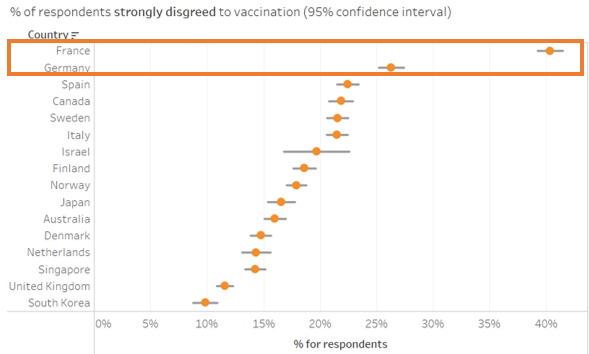 % of respondents strongly disgreed to vaccination (95% confidence interval)
Country
France
Germany
Spain
Canada
Sweden
Italy
Israel
Finland
Norway
Japan
Australia
Denmark
Netherlands
Singapore
United Kingdom
South Korea
0% 5% 10% 15% 20% 25% 30% 35% 40%
% for respondents